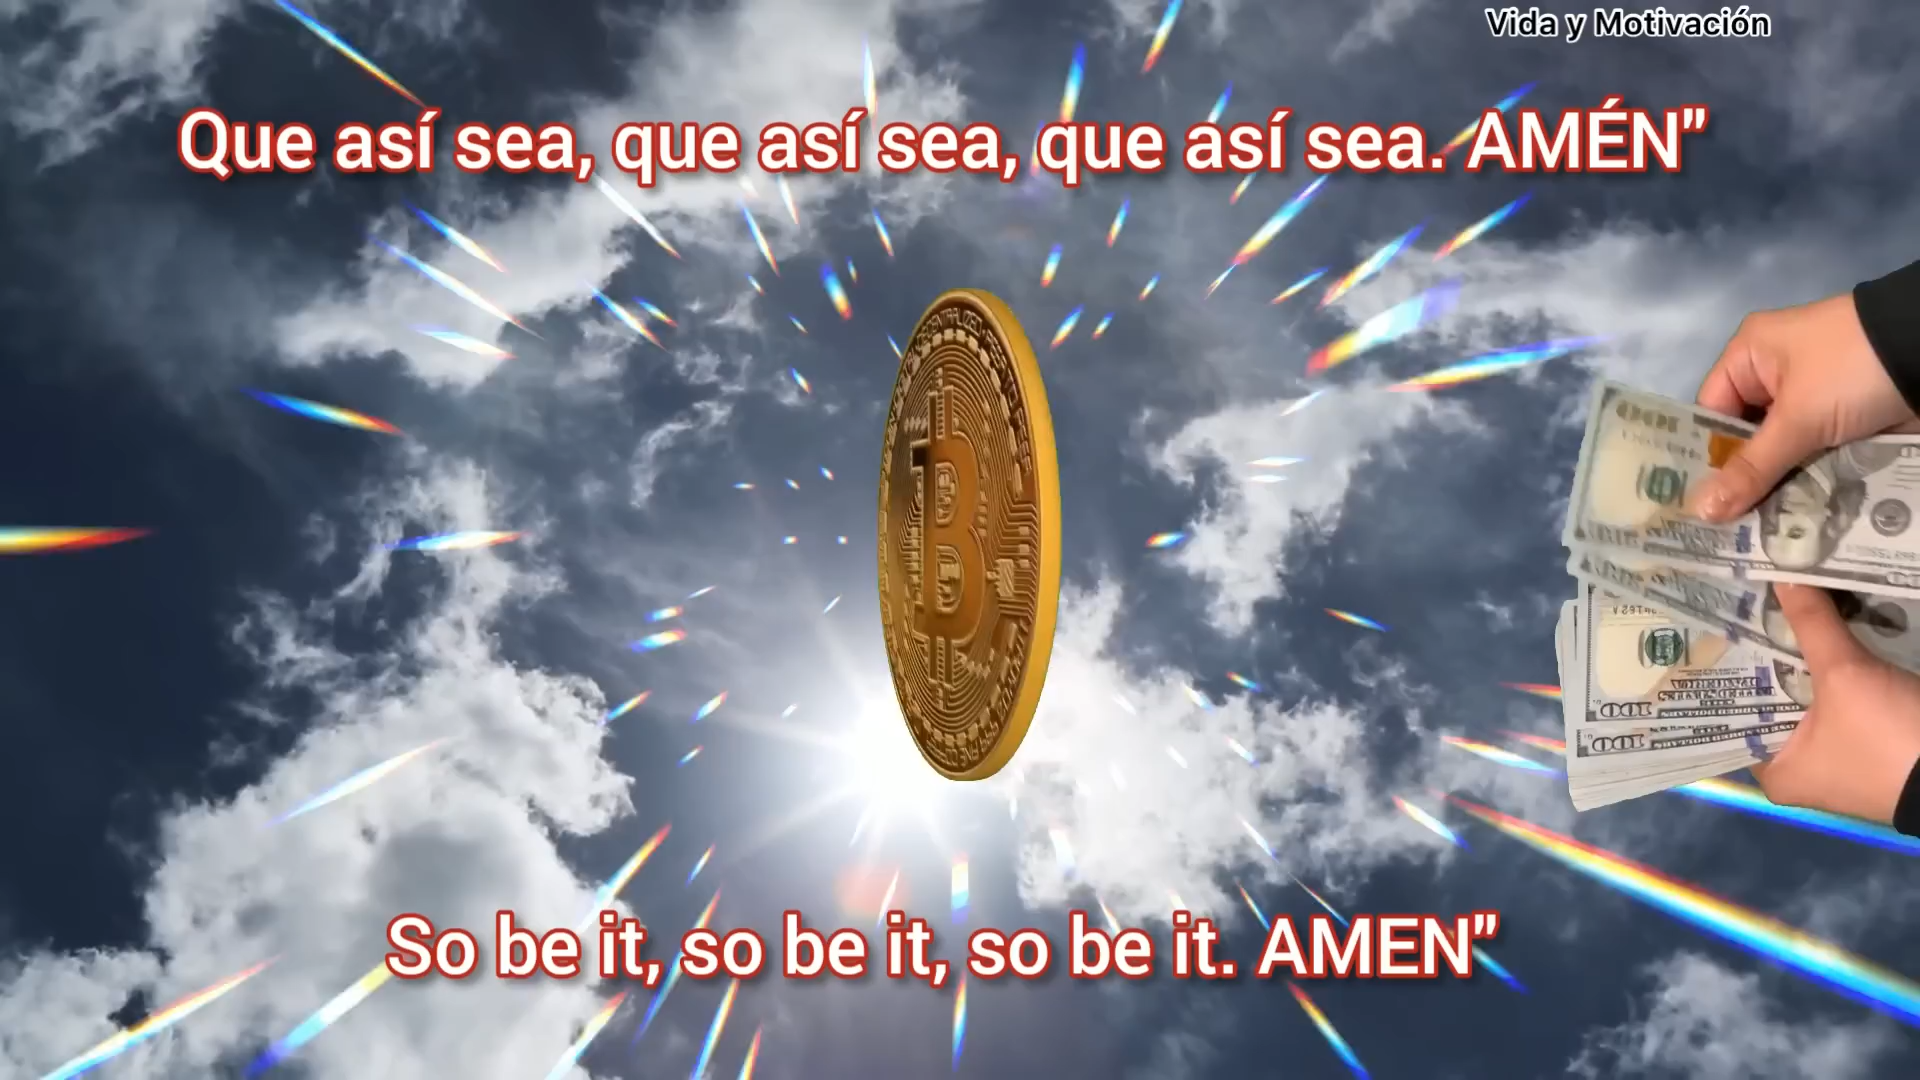 Vida y Motivación
Que así sea, que así sea, que así sea. AMÉN”
So be it, so be it, so be it. AMEN”